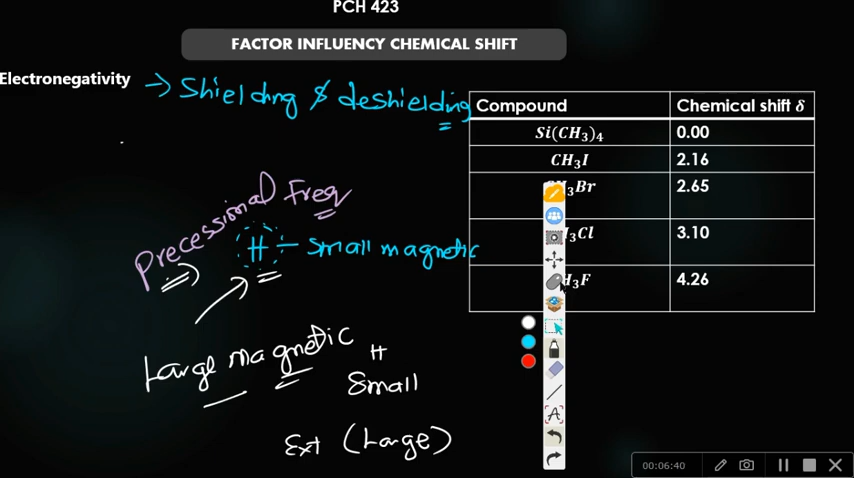 PCH 423
FACTOR INFLUENCY CHEMICAL SHIFT
Electronegativity → Shielding & deshielding
Compound Chemical shift δ
Si(CH₃)₄ 0.00
CH₃I 2.16
₃Br 2.65
₃Cl 3.10
H₃F 4.26
Precessional Freq
H - small magnetic
Large magnetic
H
Small
Ext (Large)
A
00:06:40